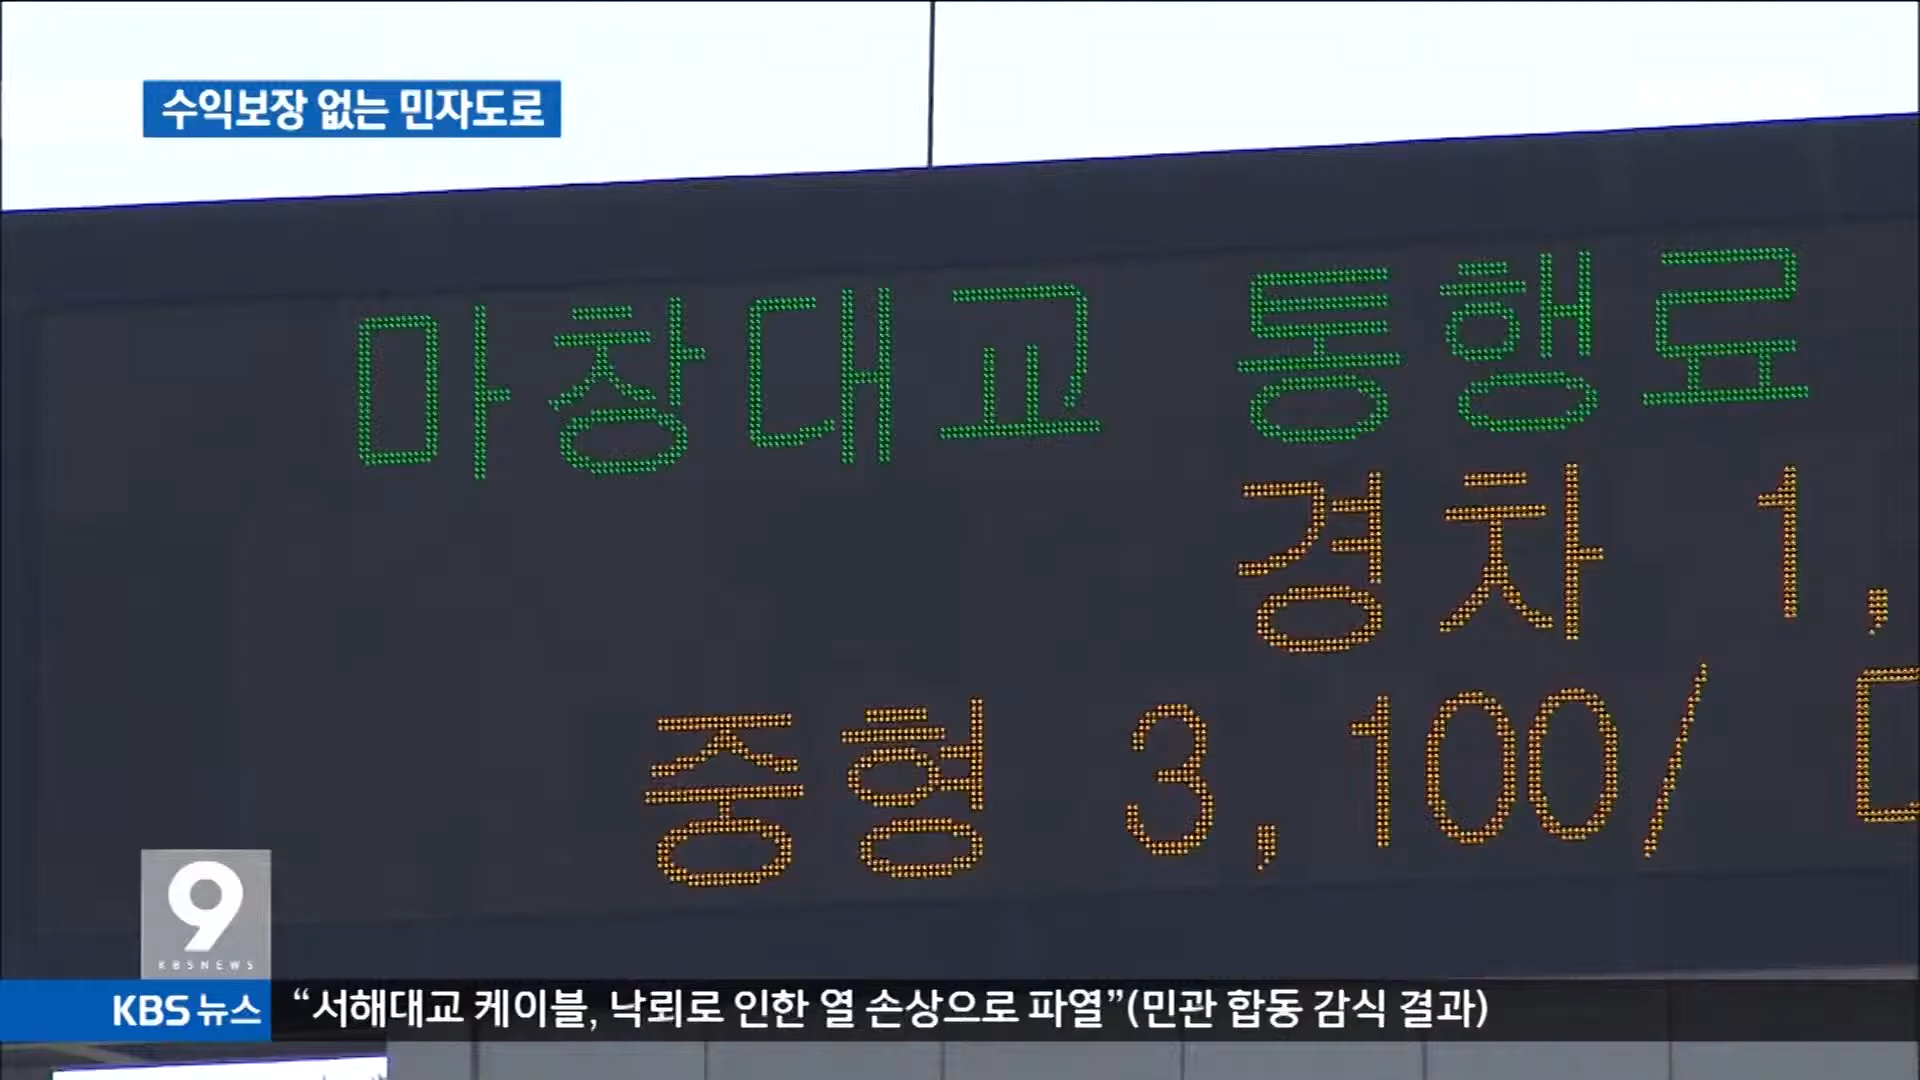 수익보장 없는 민자도로
마창대교 통행료
경차 1,
중형 3,100/
9
KBSNEWS
KBS 뉴스
“서해대교 케이블, 낙뢰로 인한 열 손상으로 파열”(민관 합동 감식 결과)